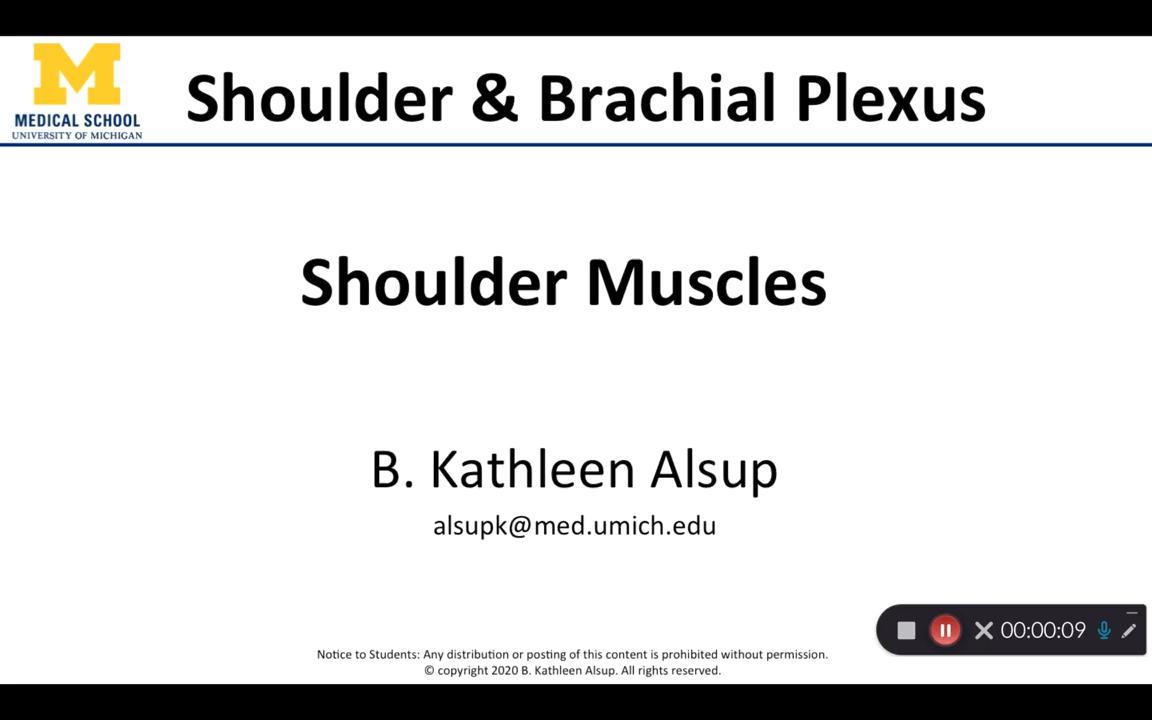 M
MEDICAL SCHOOL
UNIVERSITY OF MICHIGAN
Shoulder & Brachial Plexus
Shoulder Muscles
B. Kathleen Alsup
alsupk@med.umich.edu
00:00:09
Notice to Students: Any distribution or posting of this content is prohibited without permission.
© copyright 2020 B. Kathleen Alsup. All rights reserved.